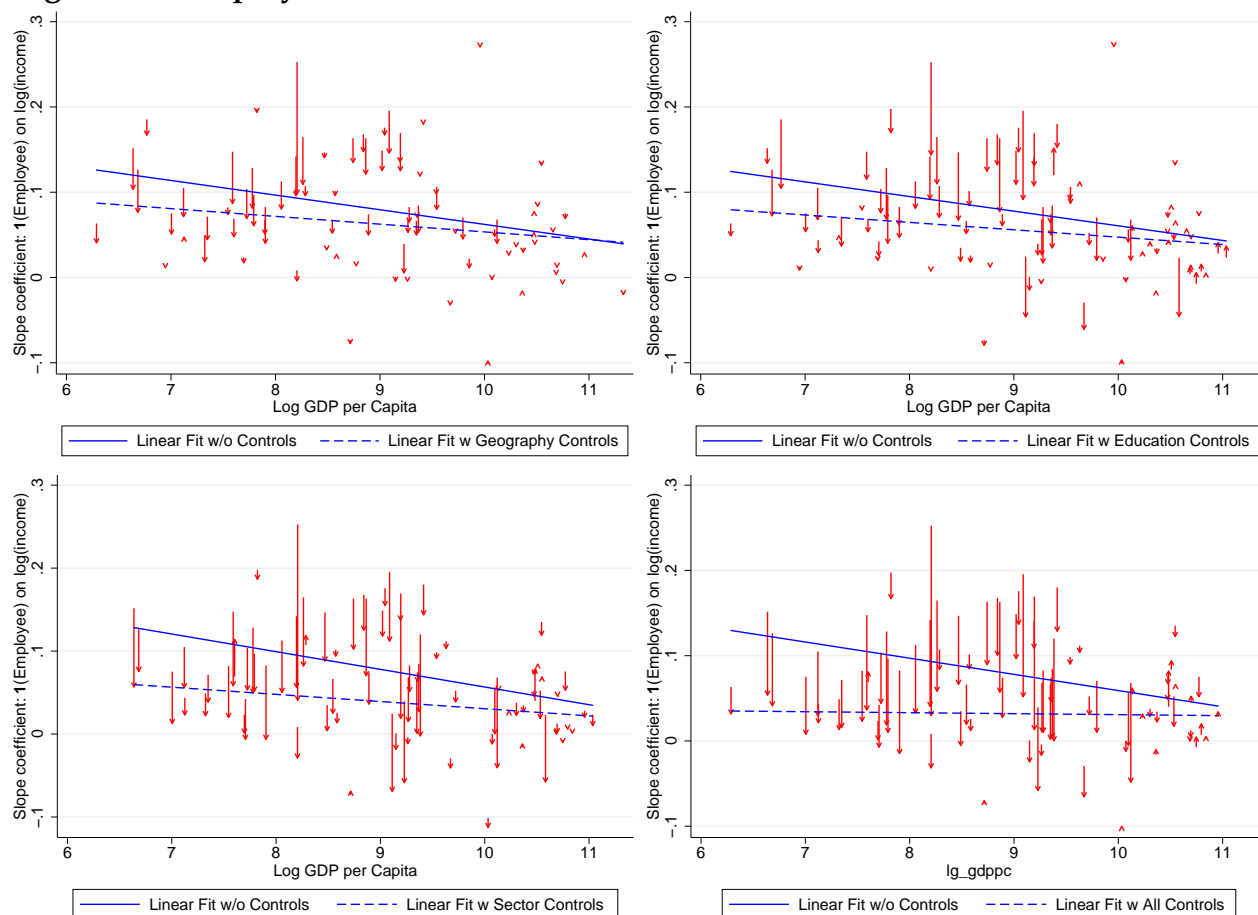 Slope coefficient: 1(Employee) on log(income)
.3
.2
.1
0
-.1
6 7 8 9 10 11
Log GDP per Capita
Linear Fit w/o Controls Linear Fit w Geography Controls
Slope coefficient: 1(Employee) on log(income)
.3
.2
.1
0
-.1
6 7 8 9 10 11
Log GDP per Capita
Linear Fit w/o Controls Linear Fit w Education Controls
Slope coefficient: 1(Employee) on log(income)
.3
.2
.1
0
-.1
6 7 8 9 10 11
Log GDP per Capita
Linear Fit w/o Controls Linear Fit w Sector Controls
Slope coefficient: 1(Employee) on log(income)
.3
.2
.1
0
-.1
6 7 8 9 10 11
lg_gdppc
Linear Fit w/o Controls Linear Fit w All Controls